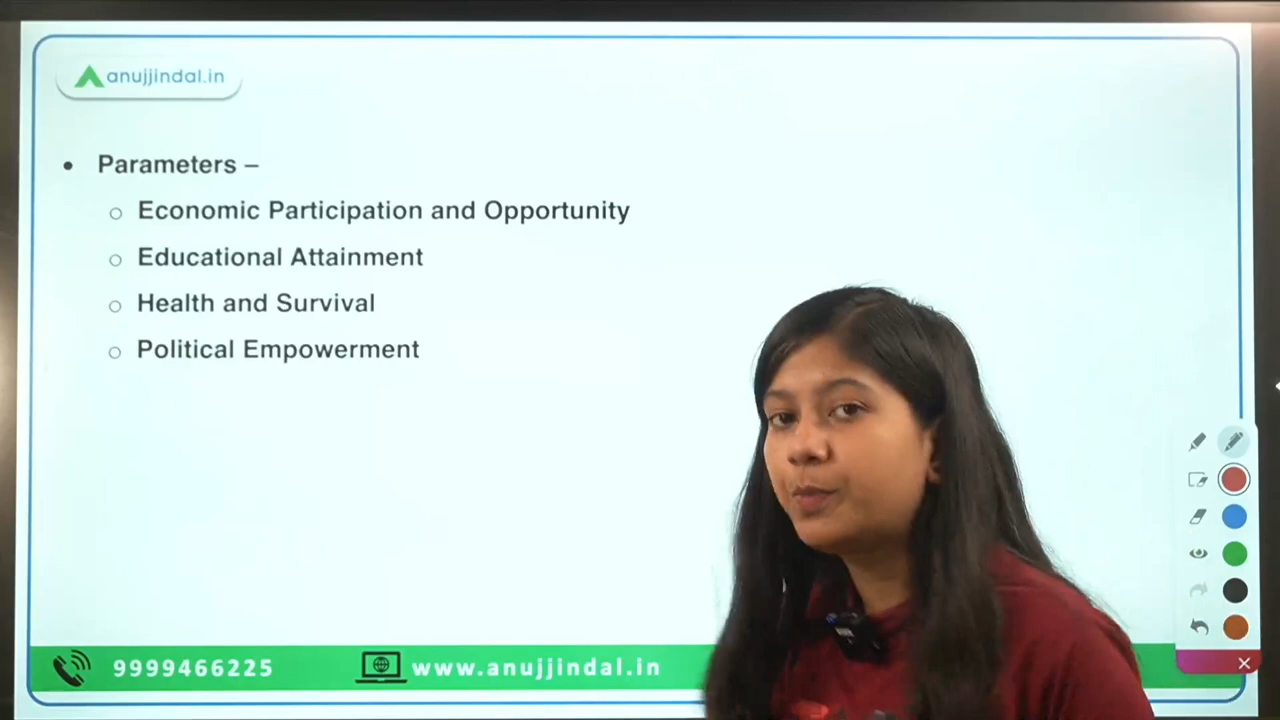 anujjindal.in
• Parameters –
○ Economic Participation and Opportunity
○ Educational Attainment
○ Health and Survival
○ Political Empowerment
9999466225
www.anujjindal.in